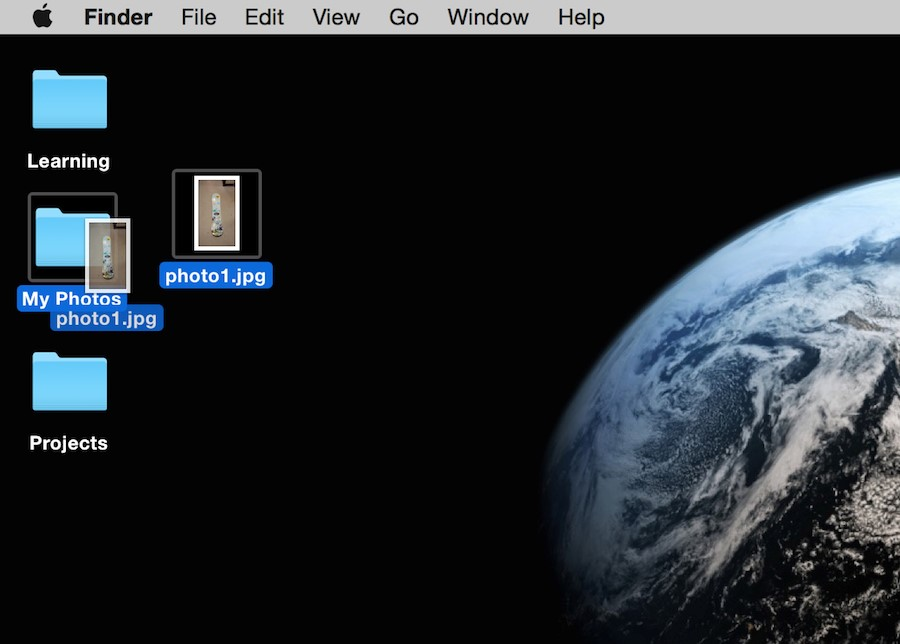 Finder File Edit View Go Window Help
Learning
photo1.jpg
My Photos
photo1.jpg
Projects